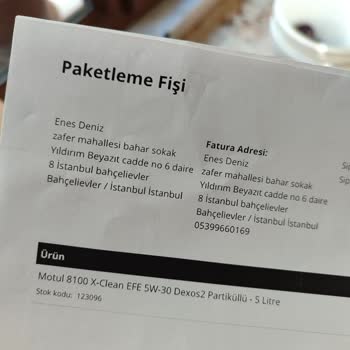 Paketleme Fişi
Enes Deniz
zafer mahallesi bahar sokak
Yıldırım Beyazıt cadde no 6 daire
8 İstanbul bahçelievler
Bahçelievler / İstanbul İstanbul
Fatura Adresi:
Enes Deniz
zafer mahallesi bahar sokak
Yıldırım Beyazıt cadde no 6 daire
8 İstanbul bahçelievler
Bahçelievler / İstanbul İstanbul
05399660169
Ürün
Motul 8100 X-Clean EFE 5W-30 Dexos2 Partiküllü - 5 Litre
Stok kodu: 123096